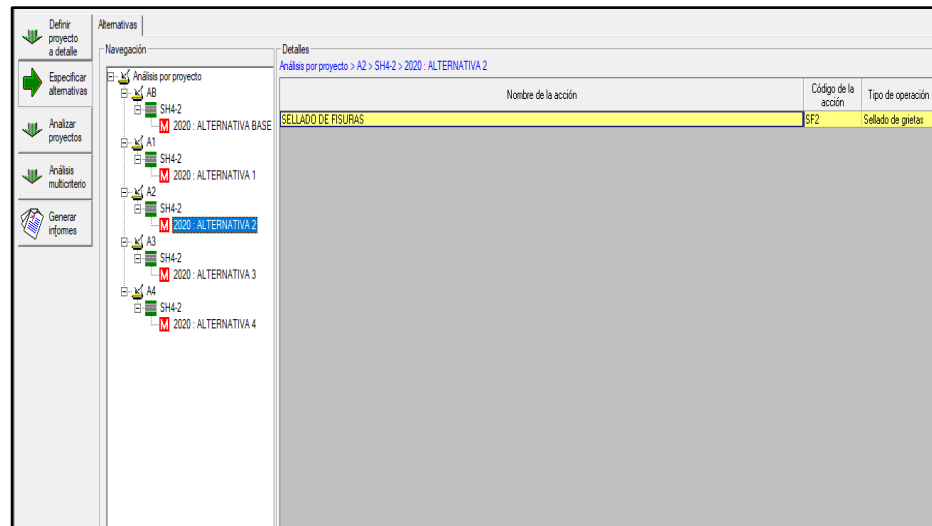 Definir
proyecto
a detalle
Especificar
alternativas
Analizar
proyectos
Análisis
multicriterio
Generar
informes
Alternativas
Navegación
Análisis por proyecto
AB
SH4-2
2020 : ALTERNATIVA BASE
A1
SH4-2
2020 : ALTERNATIVA 1
A2
SH4-2
2020 : ALTERNATIVA 2
A3
SH4-2
2020 : ALTERNATIVA 3
A4
SH4-2
2020 : ALTERNATIVA 4
Detalles
Análisis por proyecto > A2 > SH4-2 > 2020 : ALTERNATIVA 2
Nombre de la acción
Código de la
acción
Tipo de operación
SELLADO DE FISURAS
SF2
Sellado de grietas